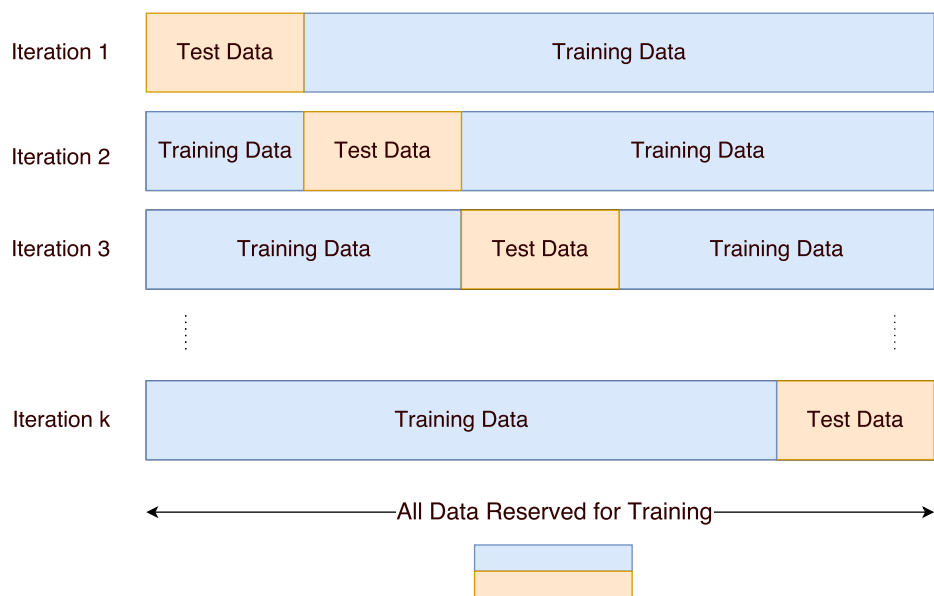 Iteration 1
Test Data
Training Data
Iteration 2
Training Data
Test Data
Training Data
Iteration 3
Training Data
Test Data
Training Data
Iteration k
Training Data
Test Data
All Data Reserved for Training